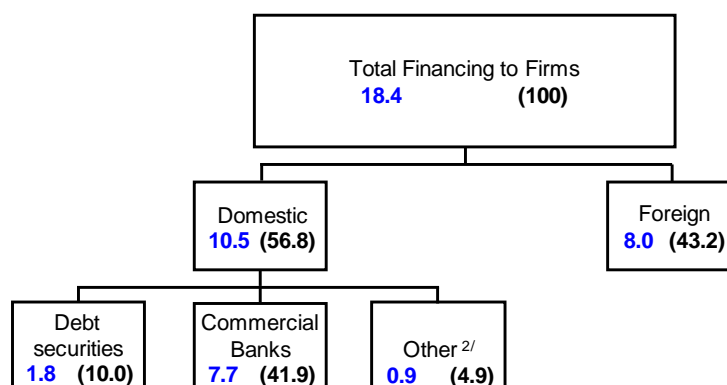 Total Financing to Firms
18.4 (100)
Domestic
10.5 (56.8)
Foreign
8.0 (43.2)
Debt
securities
1.8 (10.0)
Commercial
Banks
7.7 (41.9)
Other 2/
0.9 (4.9)